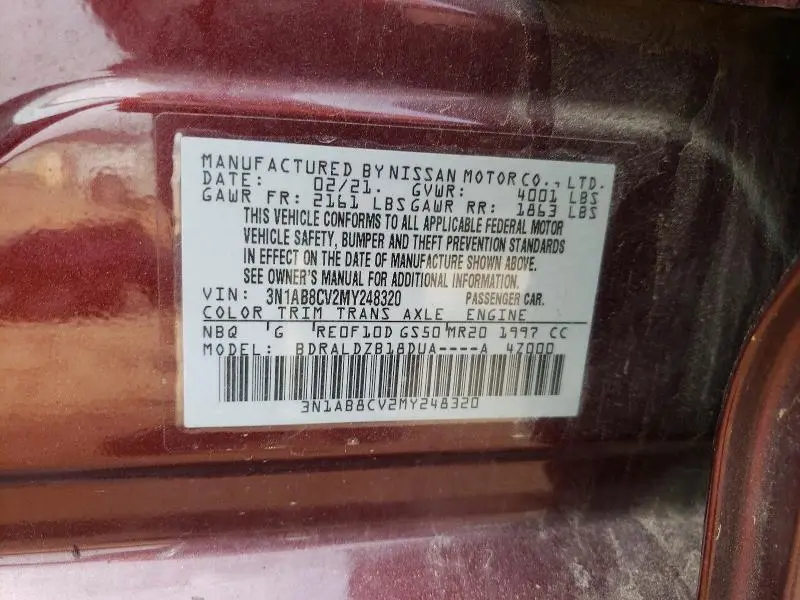 MANUFACTURED BY NISSAN MOTOR CO., LTD.
DATE: 02/21. GVWR: 4001 LBS
GAWR FR: 2161 LBS GAWR RR: 1863 LBS
THIS VEHICLE CONFORMS TO ALL APPLICABLE FEDERAL MOTOR
VEHICLE SAFETY, BUMPER AND THEFT PREVENTION STANDARDS
IN EFFECT ON THE DATE OF MANUFACTURE SHOWN ABOVE.
SEE OWNER'S MANUAL FOR ADDITIONAL INFORMATION.
VIN: 3N1AB8CV2MY248320 PASSENGER CAR.
COLOR TRIM TRANS AXLE ENGINE
NBQ 'G RE0F10D GS50 MR20 1997 CC
MODEL: BDRALDZB18DUA----A 4Z000
3N1AB8CV2MY248320